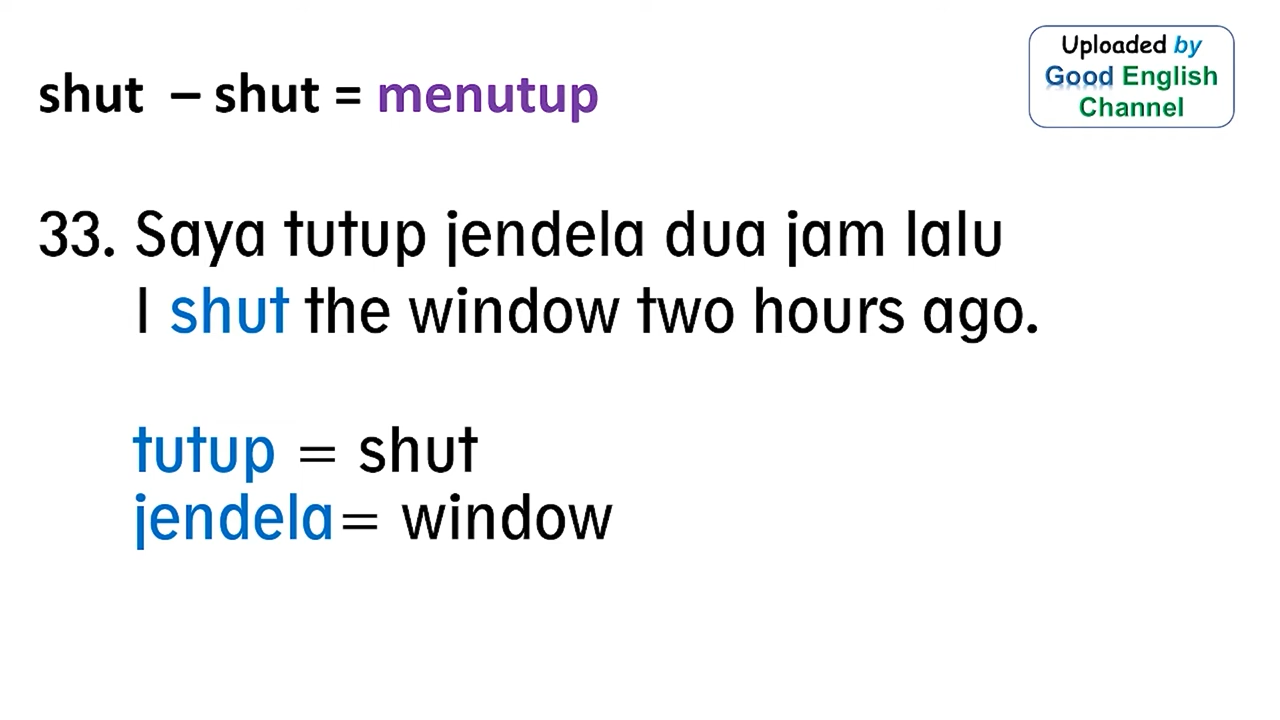 Uploaded by
Good English
Channel
shut – shut = menutup
33. Saya tutup jendela dua jam lalu
I shut the window two hours ago.
tutup = shut
jendela= window